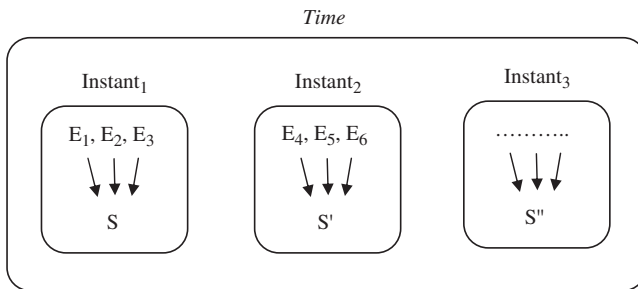 Time
Instant₁ Instant₂ Instant₃
E₁, E₂, E₃ E₄, E₅, E₆ ...........
S S' S"